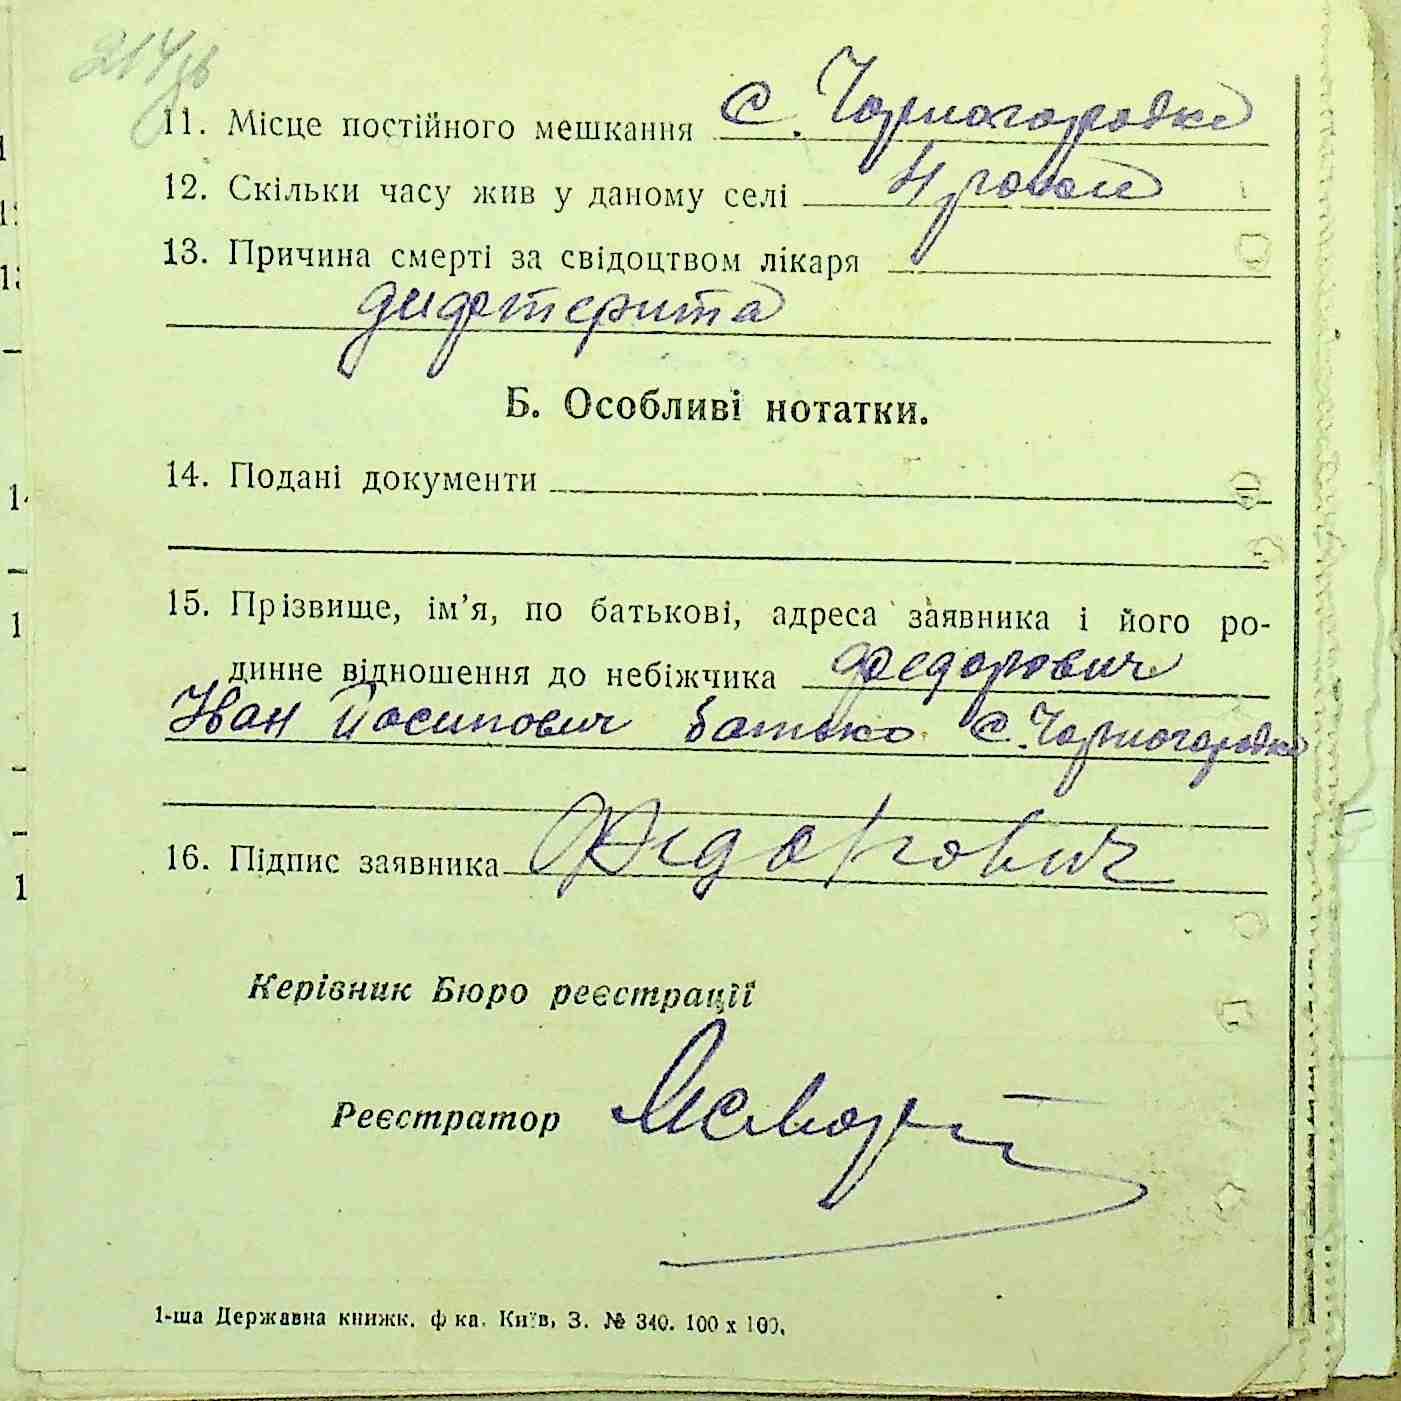 214зв
11. Місце постійного мешкання с. Чорногородка
12. Скільки часу жив у даному селі 4 роки
13. Причина смерті за свідоцтвом лікаря
дифтерита
Б. Особливі нотатки.
14. Подані документи
15. Прізвище, ім’я, по батькові, адреса заявника і його ро-
динне відношення до небіжчика Федорович
Іван Йосипович батько с. Чорногородка
16. Підпис заявника Федорович
Керівник Бюро реєстрації
Реєстратор
1-ша Державна книжк. ф ка. Київ, З. № 340. 100 х 100.